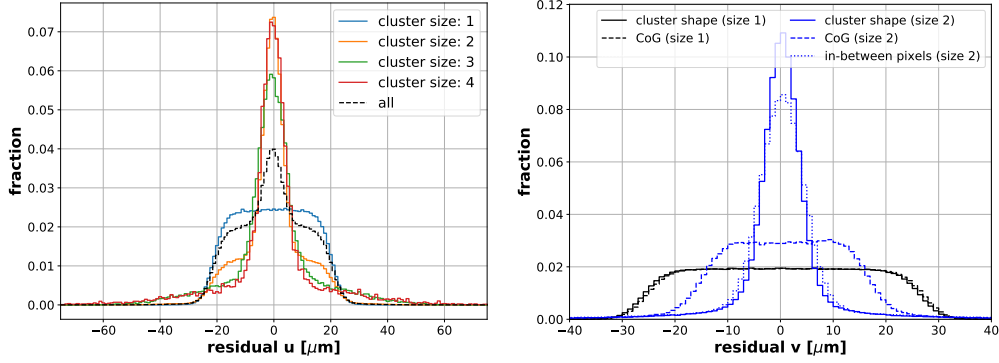 cluster size: 1
cluster size: 2
cluster size: 3
cluster size: 4
all
0.07
0.06
0.05
0.04
0.03
0.02
0.01
0.00
fraction
−60
−40
−20
0
20
40
60
residual u [μm]
cluster shape (size 1)
CoG (size 1)
cluster shape (size 2)
CoG (size 2)
in-between pixels (size 2)
0.12
0.10
0.08
0.06
0.04
0.02
0.00
fraction
−40
−30
−20
−10
0
10
20
30
40
residual v [μm]